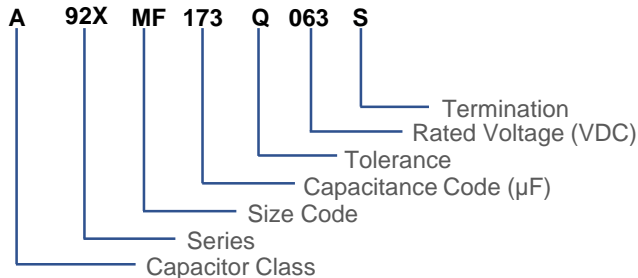 A 92X MF 173 Q 063 S
Termination
Rated Voltage (VDC)
Tolerance
Capacitance Code (µF)
Size Code
Series
Capacitor Class